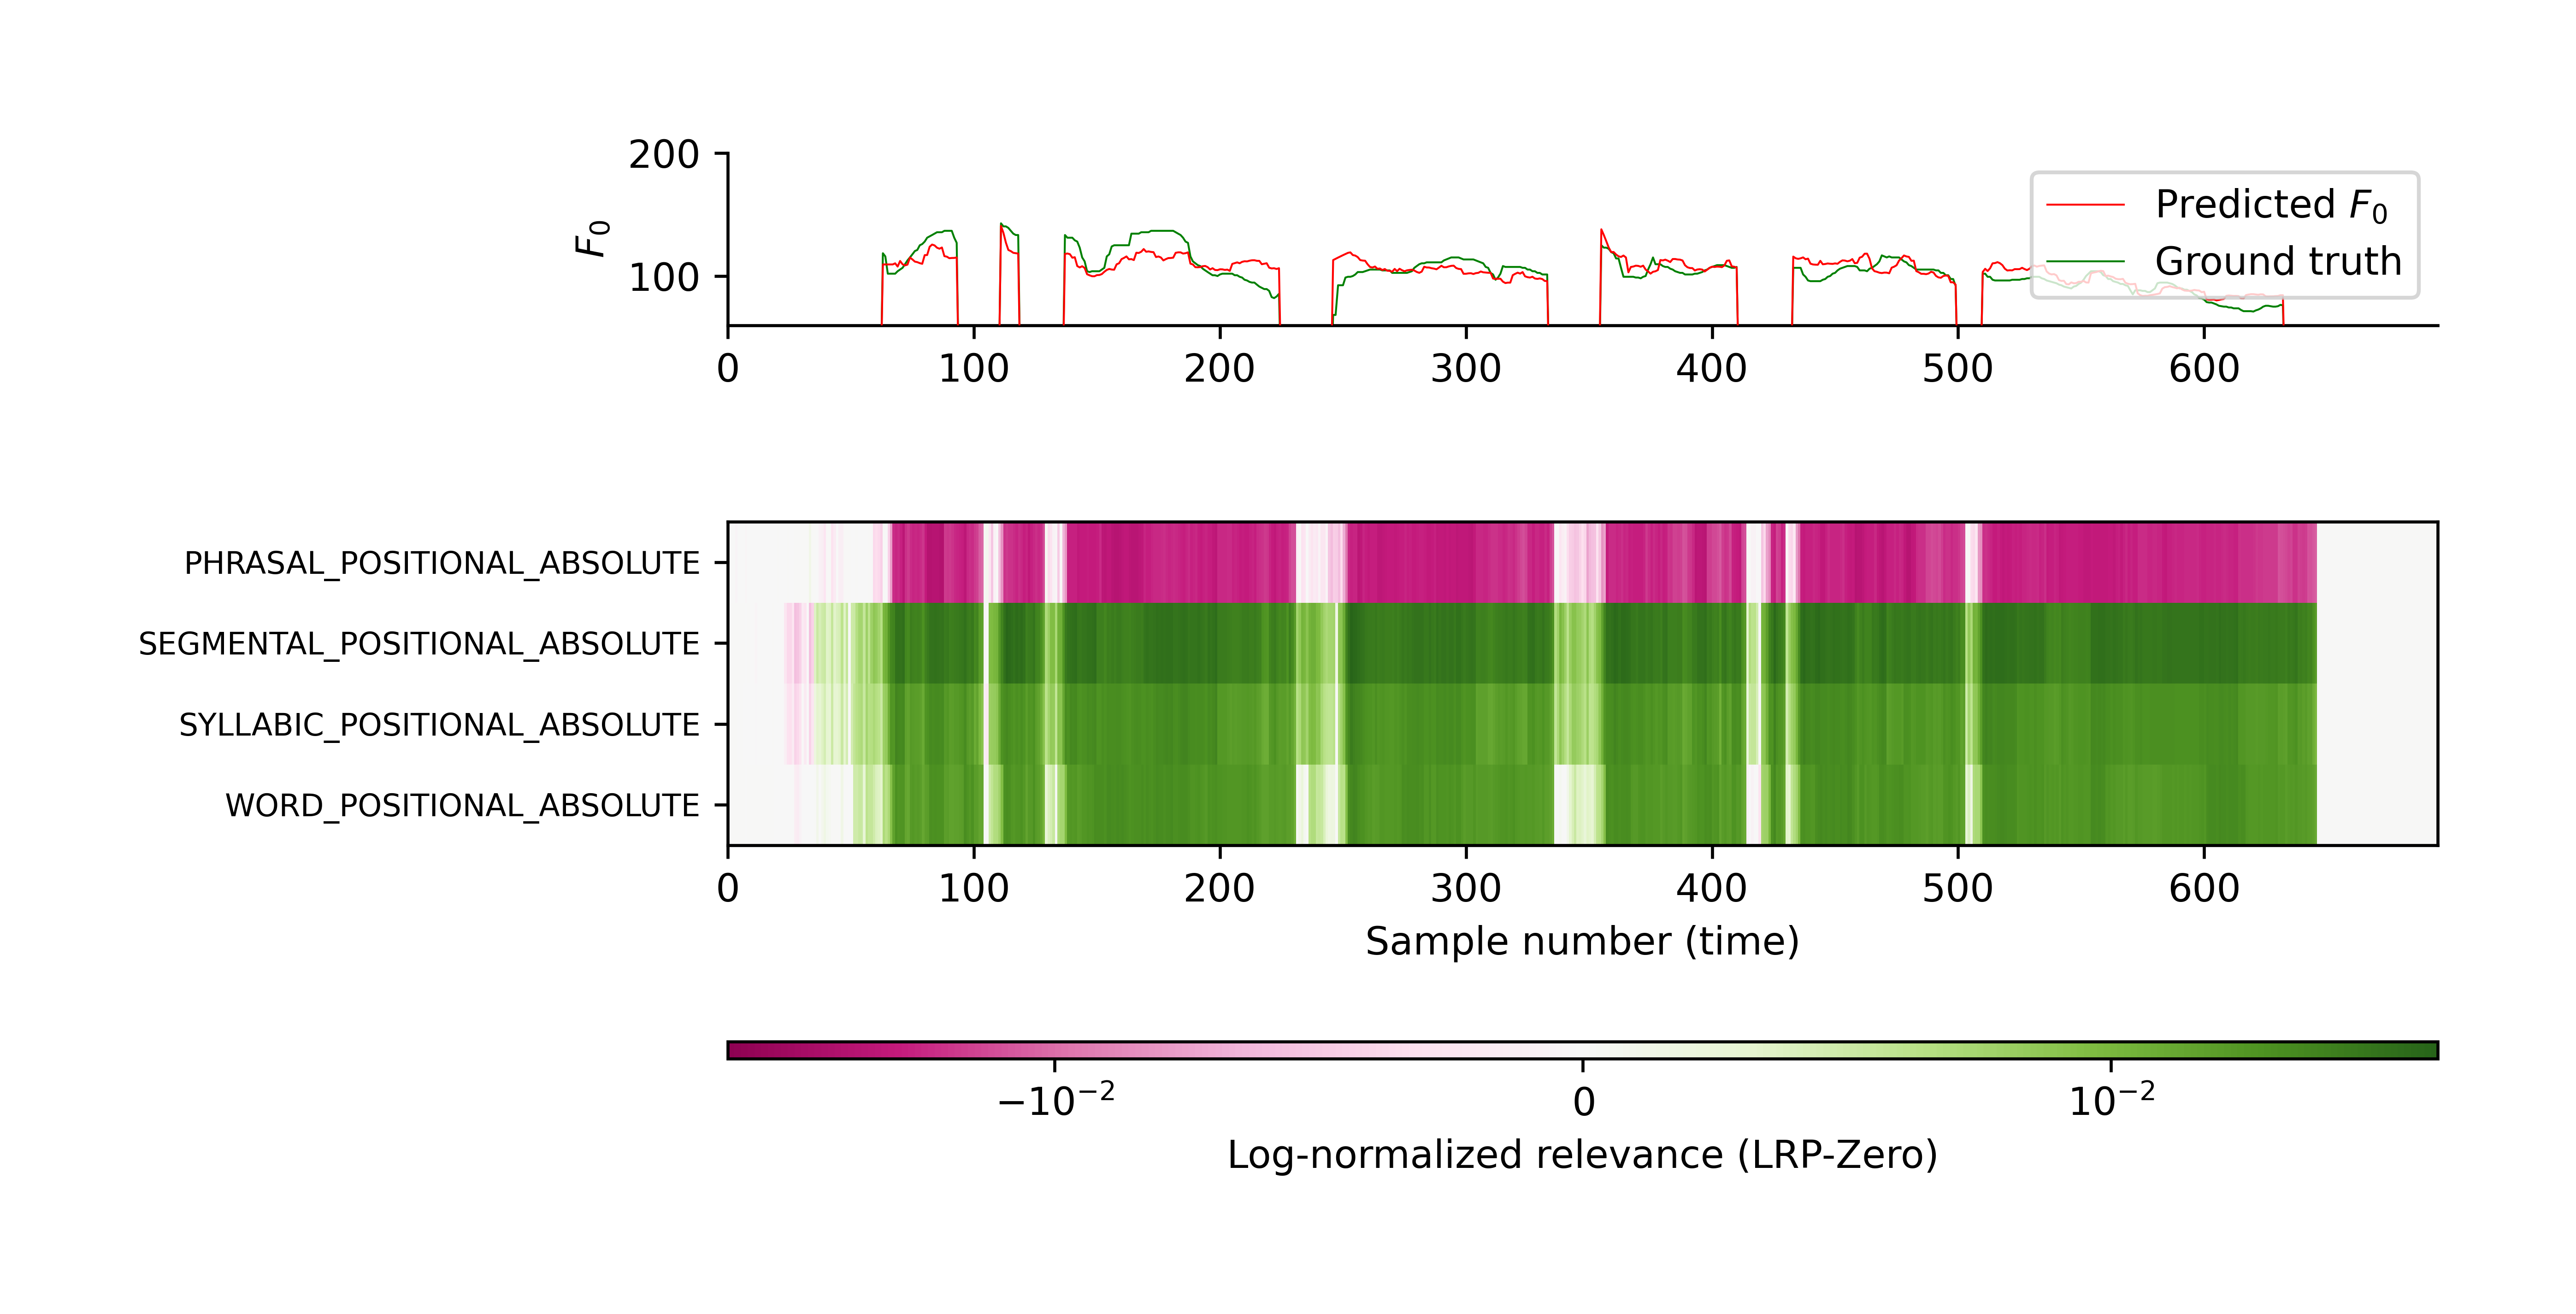 200
100
F₀
Predicted F₀
Ground truth
0 100 200 300 400 500 600
PHRASAL_POSITIONAL_ABSOLUTE
SEGMENTAL_POSITIONAL_ABSOLUTE
SYLLABIC_POSITIONAL_ABSOLUTE
WORD_POSITIONAL_ABSOLUTE
0 100 200 300 400 500 600
Sample number (time)
−10⁻² 0 10⁻²
Log-normalized relevance (LRP-Zero)